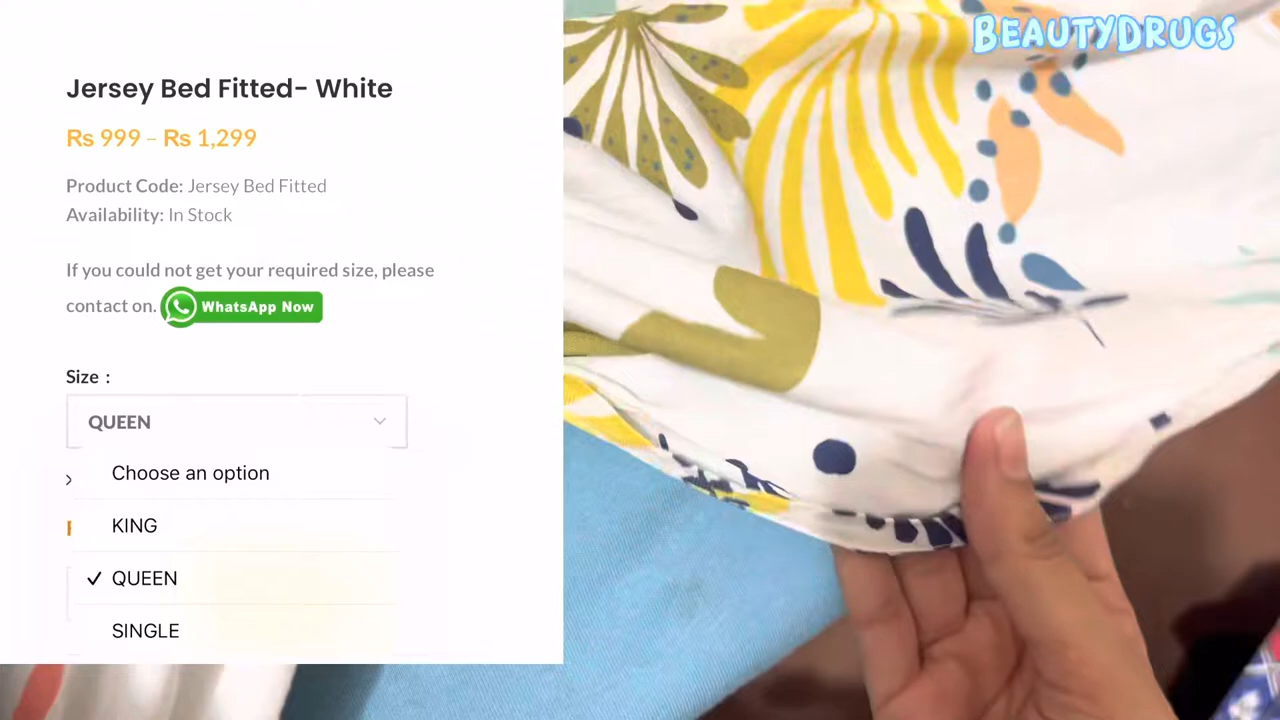 BEAUTYDRUGS
Jersey Bed Fitted- White
Rs 999 – Rs 1,299
Product Code: Jersey Bed Fitted
Availability: In Stock
If you could not get your required size, please
contact on. WhatsApp Now
Size :
QUEEN
Choose an option
KING
✓ QUEEN
SINGLE